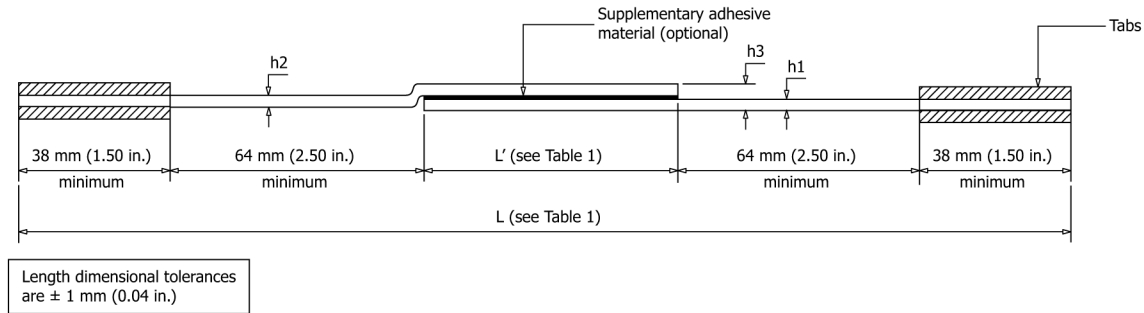 Supplementary adhesive
material (optional)
Tabs
h2
h3
h1
38 mm (1.50 in.)
minimum
64 mm (2.50 in.)
minimum
L′ (see Table 1)
64 mm (2.50 in.)
minimum
38 mm (1.50 in.)
minimum
L (see Table 1)
Length dimensional tolerances
are ± 1 mm (0.04 in.)